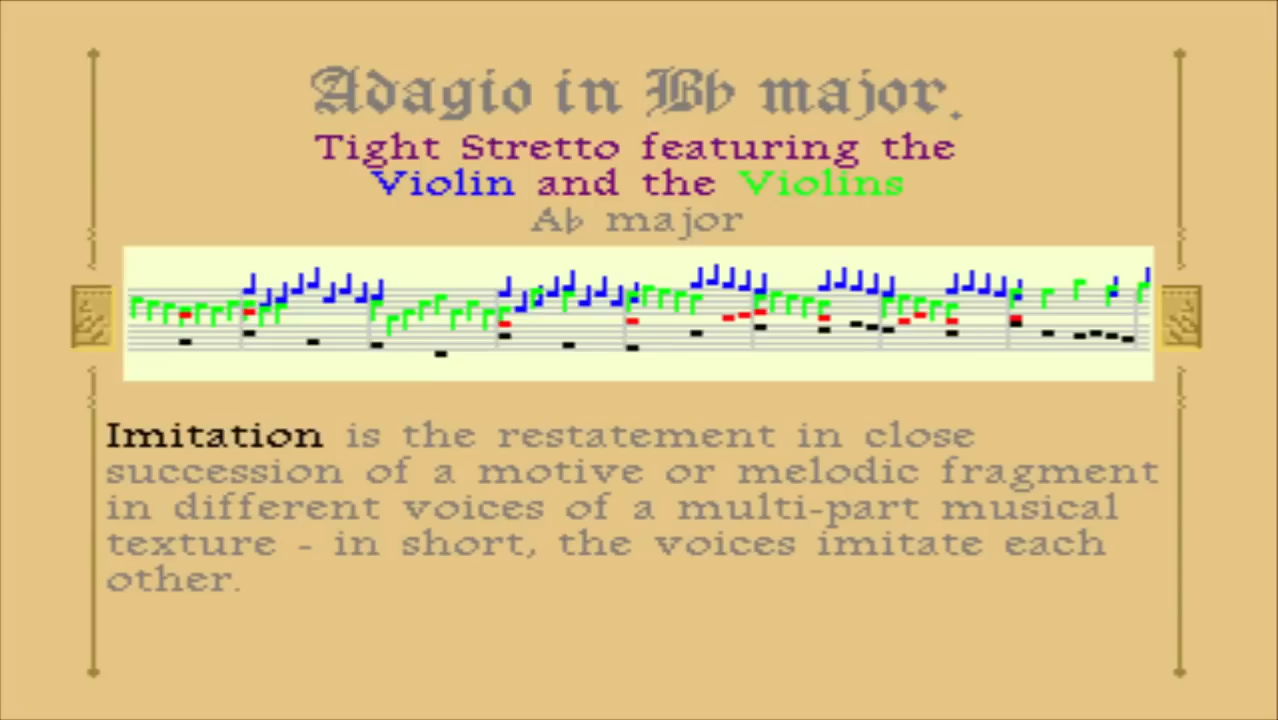 Adagio in B♭ major.
Tight Stretto featuring the
Violin and the Violins
A♭ major
Imitation is the restatement in close
succession of a motive or melodic fragment
in different voices of a multi-part musical
texture - in short, the voices imitate each
other.